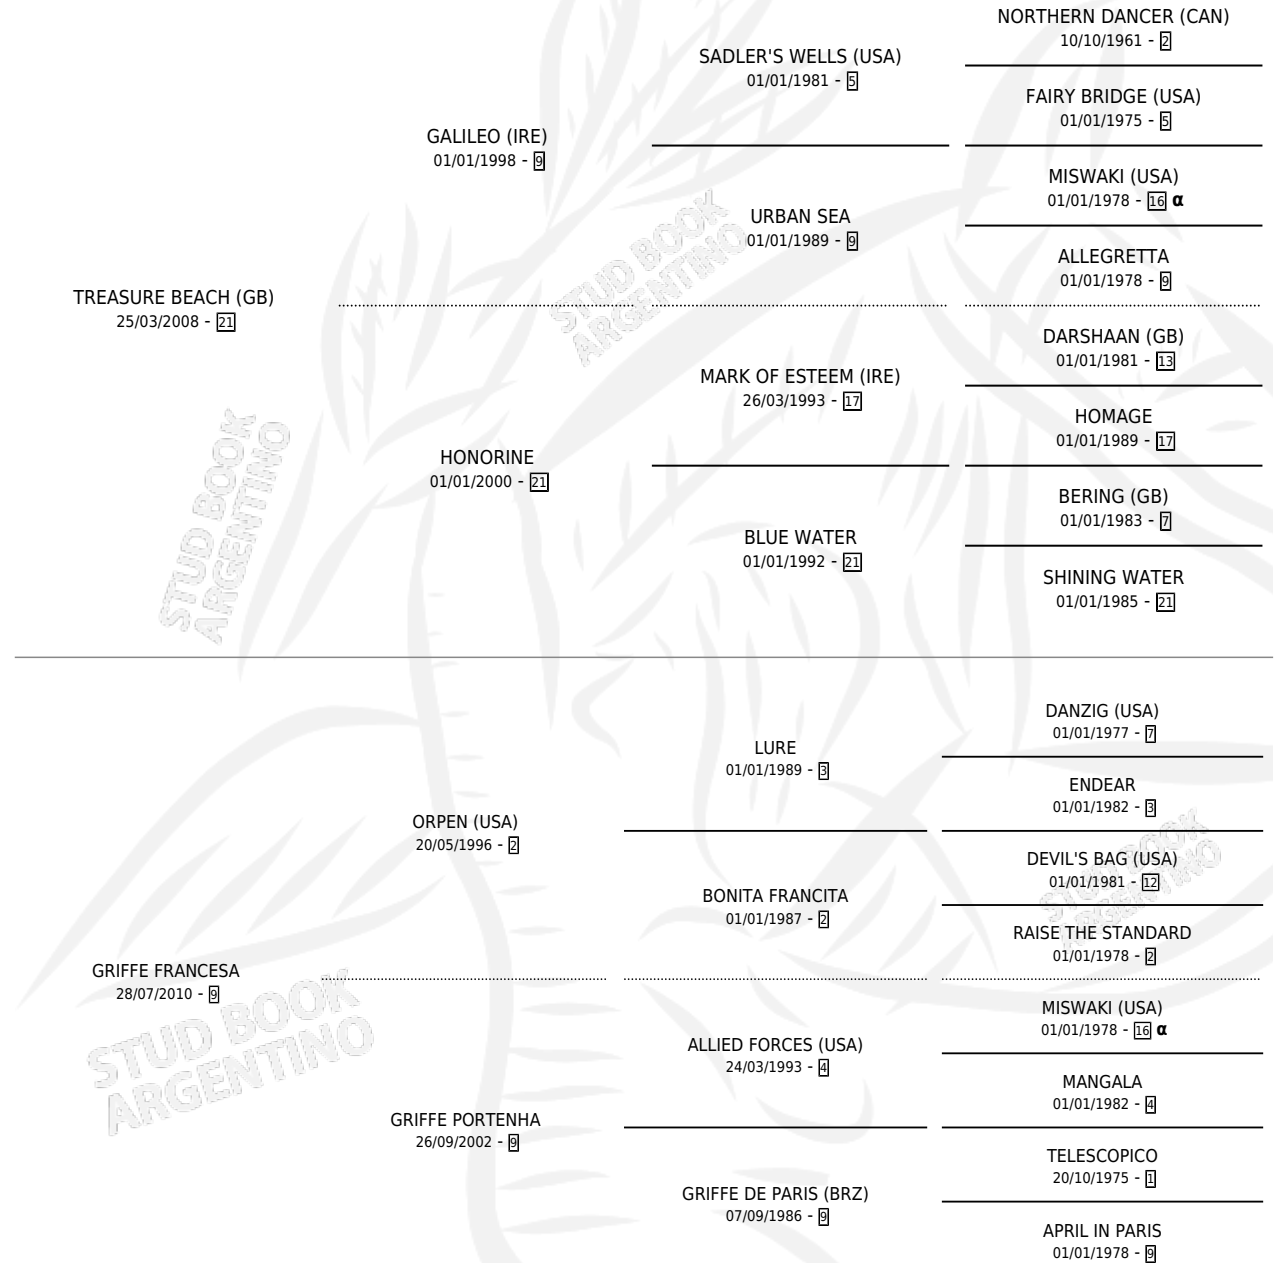 NORTHERN DANCER (CAN)
10/10/1961 - 2
SADLER'S WELLS (USA)
01/01/1981 - 5
FAIRY BRIDGE (USA)
01/01/1975 - 5
GALILEO (IRE)
01/01/1998 - 9
MISWAKI (USA)
01/01/1978 - 16 α
URBAN SEA
01/01/1989 - 9
ALLEGRETTA
01/01/1978 - 9
TREASURE BEACH (GB)
25/03/2008 - 21
DARSHAAN (GB)
01/01/1981 - 13
MARK OF ESTEEM (IRE)
26/03/1993 - 17
HOMAGE
01/01/1989 - 17
HONORINE
01/01/2000 - 21
BERING (GB)
01/01/1983 - 7
BLUE WATER
01/01/1992 - 21
SHINING WATER
01/01/1985 - 21
DANZIG (USA)
01/01/1977 - 7
LURE
01/01/1989 - 3
ENDEAR
01/01/1982 - 3
ORPEN (USA)
20/05/1996 - 2
DEVIL'S BAG (USA)
01/01/1981 - 12
BONITA FRANCITA
01/01/1987 - 2
RAISE THE STANDARD
01/01/1978 - 2
GRIFFE FRANCESA
28/07/2010 - 9
MISWAKI (USA)
01/01/1978 - 16 α
ALLIED FORCES (USA)
24/03/1993 - 4
MANGALA
01/01/1982 - 4
GRIFFE PORTENHA
26/09/2002 - 9
TELESCOPICO
20/10/1975 - 1
GRIFFE DE PARIS (BRZ)
07/09/1986 - 9
APRIL IN PARIS
01/01/1978 - 9
STUD BOOK
ARGENTINO
STUD BOOK
ARGENTINO
STUD BOOK
ARGENTINO
STUD BOOK
ARGENTINO